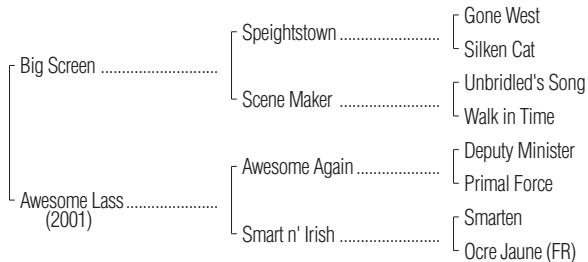 Gone West
Speightstown ......................
Silken Cat
Big Screen ..........................
Unbridled's Song
Scene Maker ......................
Walk in Time
Deputy Minister
Awesome Again ..................
Primal Force
Awesome Lass ....................
(2001)
Smarten
Smart n' Irish ......................
Ocre Jaune (FR)